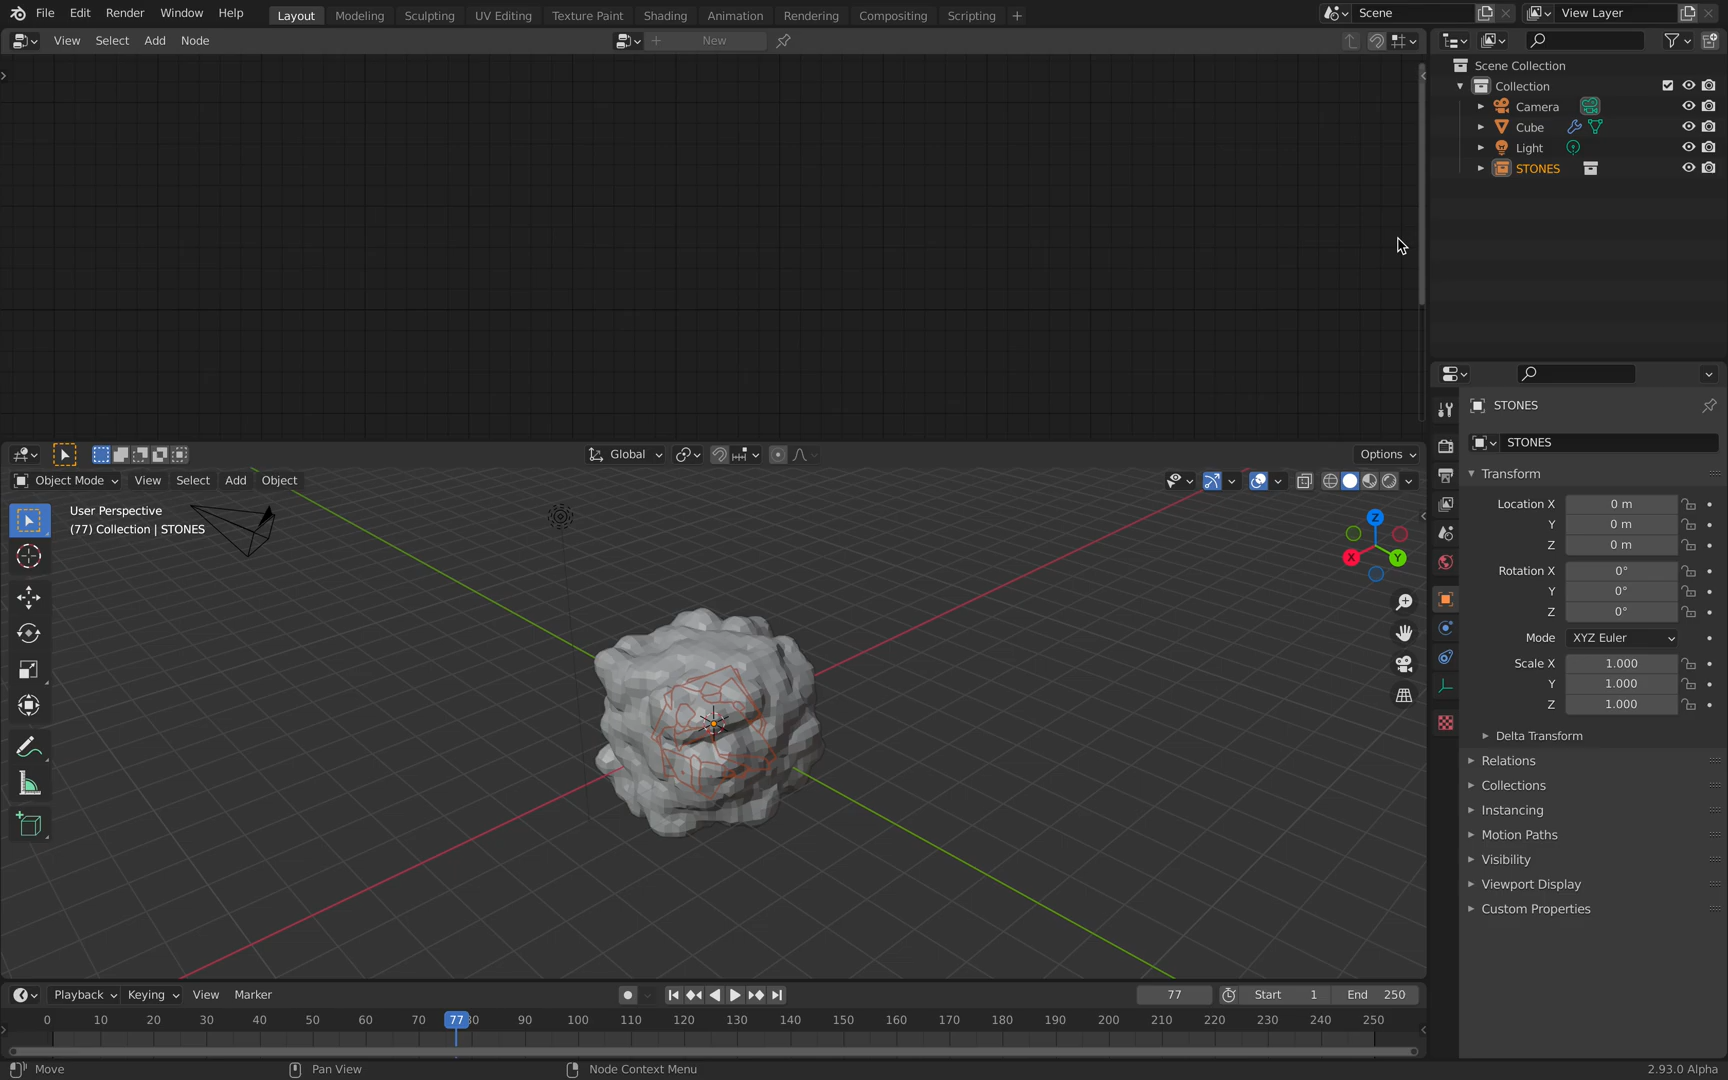 File Edit Render Window Help Layout Modeling Sculpting UV Editing Texture Paint Shading Animation Rendering Compositing Scripting + Scene View Layer
View Select Add Node + New
Scene Collection
Collection
Camera
Cube
Light
STONES
STONES
STONES
Transform
Location X 0 m
Y 0 m
Z 0 m
Rotation X 0°
Y 0°
Z 0°
Mode XYZ Euler
Scale X 1.000
Y 1.000
Z 1.000
Delta Transform
Relations
Collections
Instancing
Motion Paths
Visibility
Viewport Display
Custom Properties
Global Options
Object Mode View Select Add Object
User Perspective
(77) Collection | STONES
Z
X Y
Playback Keying View Marker 77 Start 1 End 250
0 10 20 30 40 50 60 70 77 80 90 100 110 120 130 140 150 160 170 180 190 200 210 220 230 240 250
Move Pan View Node Context Menu 2.93.0 Alpha